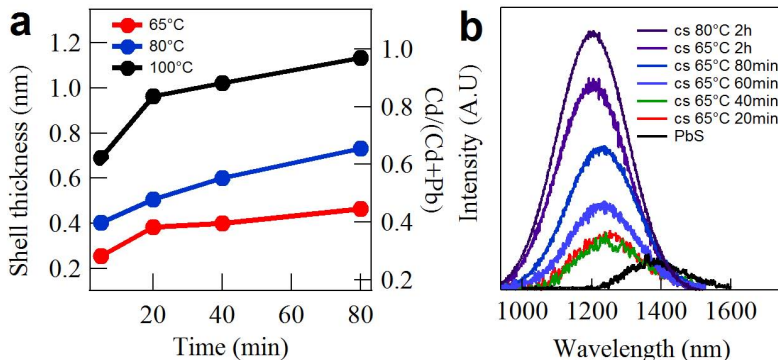 a
65°C
80°C
100°C
Shell thickness (nm)
1.2
1.0
0.8
0.6
0.4
0.2
1.0
0.8
0.6
0.4
0.2
Cd/(Cd+Pb)
20
40
60
80
Time (min)
b
cs 80°C 2h
cs 65°C 2h
cs 65°C 80min
cs 65°C 60min
cs 65°C 40min
cs 65°C 20min
PbS
Intensity (A.U)
1000
1200
1400
1600
Wavelength (nm)